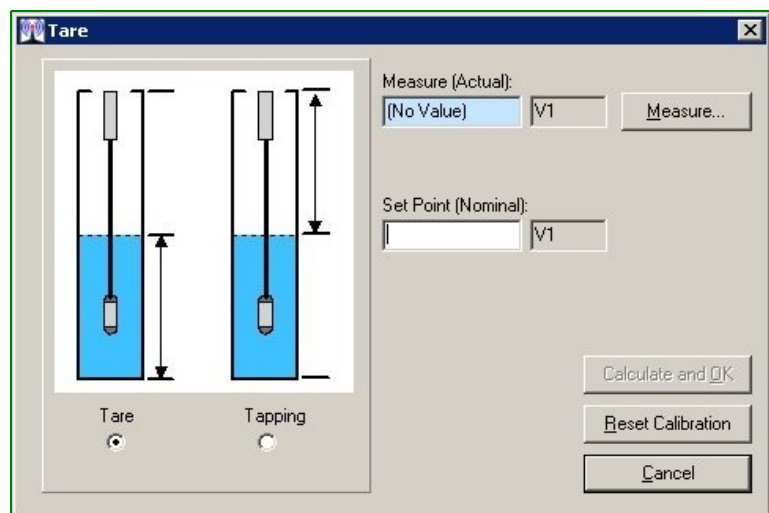 Tare
Measure (Actual):
(No Value) V1 Measure...
Set Point (Nominal):
V1
Tare Tapping
Calculate and OK
Reset Calibration
Cancel